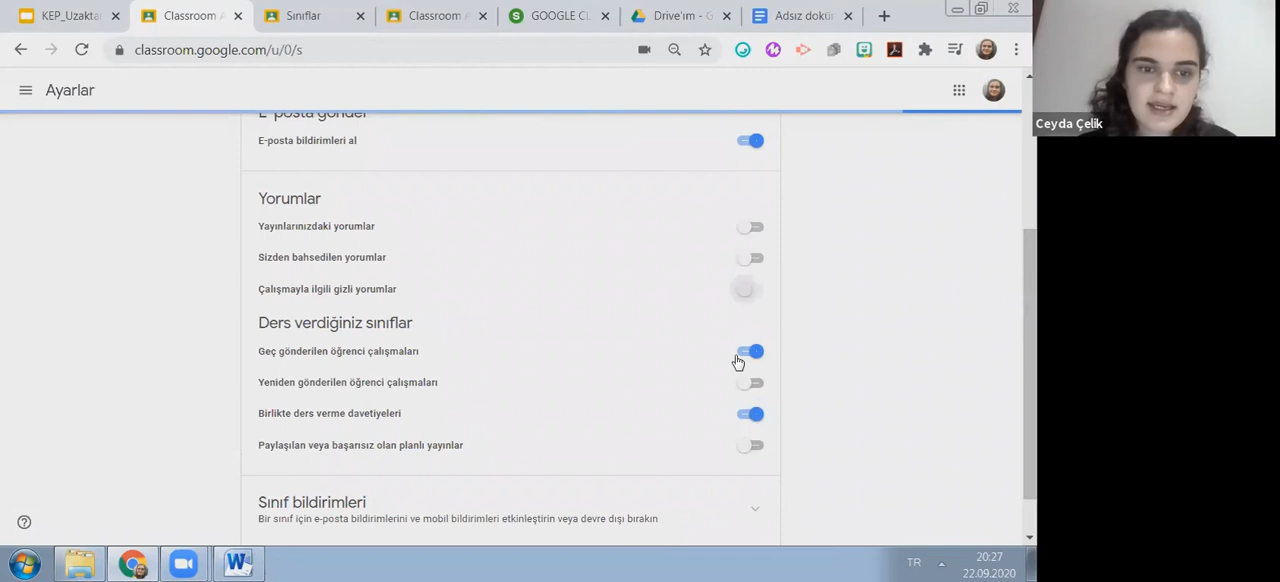 KEP_Uzaktan
Classroom A
Sınıflar
Classroom A
GOOGLE CL
Drive'ım - G
Adsız dokü
classroom.google.com/u/0/s
Ayarlar
E-posta gönder
E-posta bildirimleri al
Yorumlar
Yayınlarınızdaki yorumlar
Sizden bahsedilen yorumlar
Çalışmayla ilgili gizli yorumlar
Ders verdiğiniz sınıflar
Geç gönderilen öğrenci çalışmaları
Yeniden gönderilen öğrenci çalışmaları
Birlikte ders verme davetiyeleri
Paylaşılan veya başarısız olan planlı yayınlar
Sınıf bildirimleri
Bir sınıf için e-posta bildirimlerini ve mobil bildirimleri etkinleştirin veya devre dışı bırakın
Ceyda Çelik
TR
20:27
22.09.2020